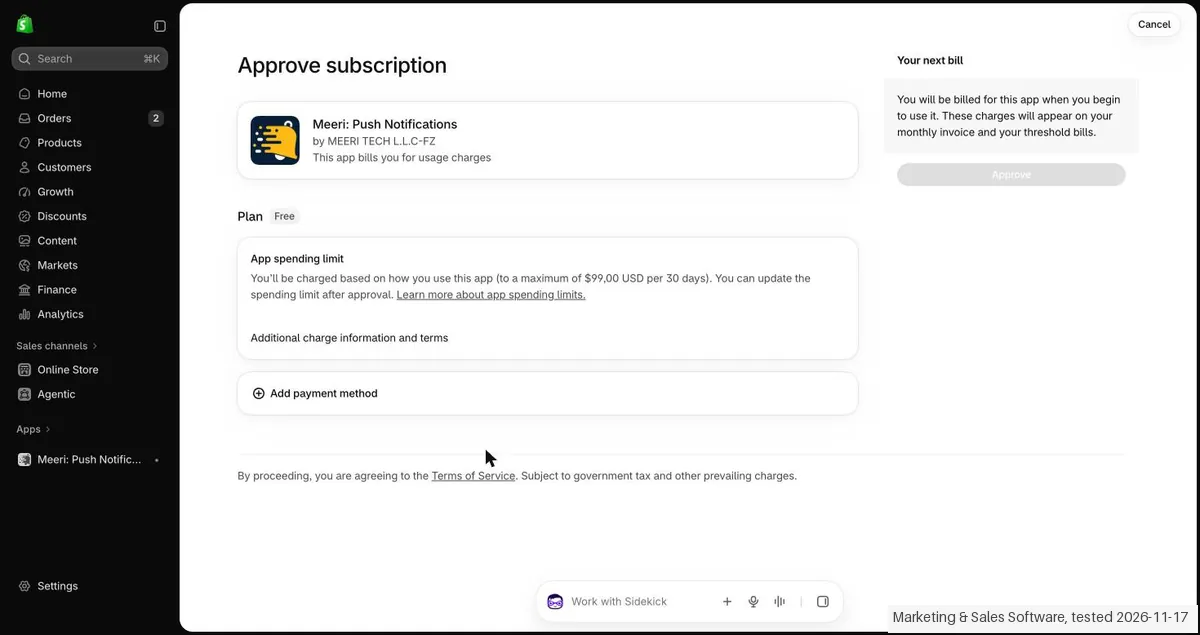 Search ⌘K
Home
Orders 2
Products
Customers
Growth
Discounts
Content
Markets
Finance
Analytics
Sales channels
Online Store
Agentic
Apps
Meeri: Push Notific...
Settings
Cancel
Approve subscription
Meeri: Push Notifications
by MEERI TECH L.L.C-FZ
This app bills you for usage charges
Plan Free
App spending limit
You'll be charged based on how you use this app (to a maximum of $99,00 USD per 30 days). You can update the
spending limit after approval. Learn more about app spending limits.
Additional charge information and terms
Add payment method
By proceeding, you are agreeing to the Terms of Service. Subject to government tax and other prevailing charges.
Your next bill
You will be billed for this app when you begin
to use it. These charges will appear on your
monthly invoice and your threshold bills.
Approve
Work with Sidekick
Marketing & Sales Software, tested 2026-11-17